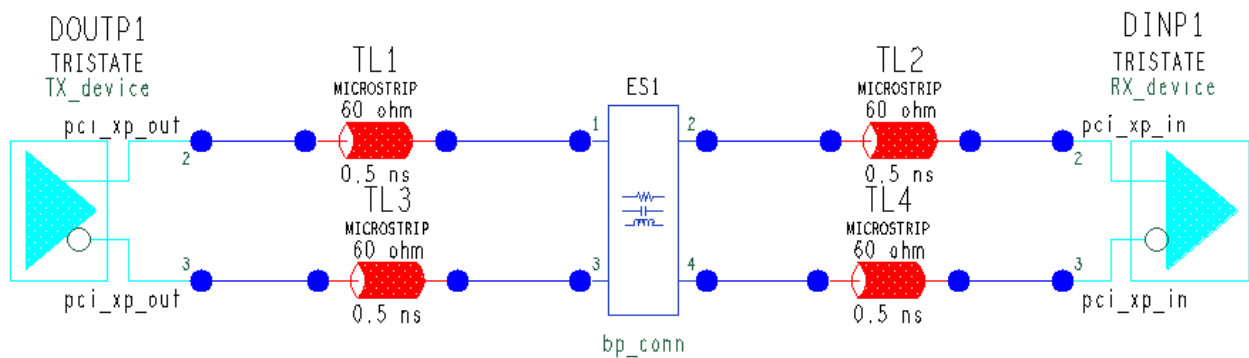 DOUTP1
TRISTATE
TX_device
pci_xp_out
2
3
pci_xp_out
TL1
MICROSTRIP
60 ohm
0.5 ns
TL3
MICROSTRIP
60 ohm
0.5 ns
ES1
1
2
3
4
bp_conn
TL2
MICROSTRIP
60 ohm
0.5 ns
TL4
MICROSTRIP
60 ohm
0.5 ns
DINP1
TRISTATE
RX_device
pci_xp_in
2
3
pci_xp_in